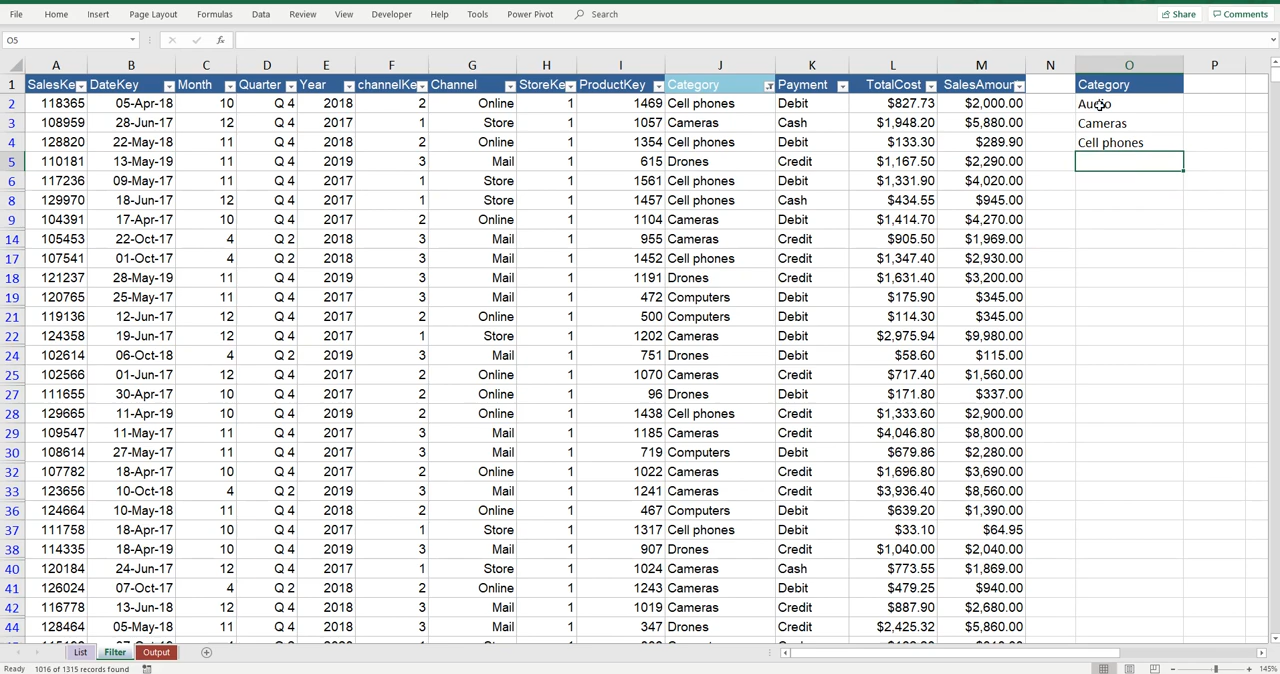 File Home Insert Page Layout Formulas Data Review View Developer Help Tools Power Pivot Search Share Comments
O5 fx
A B C D E F G H I J K L M N O P
1 SalesKe DateKey Month Quarter Year channelKe Channel StoreKe ProductKey Category Payment TotalCost SalesAmour Category
2 118365 05-Apr-18 10 Q 4 2018 2 Online 1 1469 Cell phones Debit $827.73 $2,000.00 Audio
3 108959 28-Jun-17 12 Q 4 2017 1 Store 1 1057 Cameras Cash $1,948.20 $5,880.00 Cameras
4 128820 22-May-18 11 Q 4 2018 2 Online 1 1354 Cell phones Debit $133.30 $289.90 Cell phones
5 110181 13-May-19 11 Q 4 2019 3 Mail 1 615 Drones Credit $1,167.50 $2,290.00
6 117236 09-May-17 11 Q 4 2017 1 Store 1 1561 Cell phones Debit $1,331.90 $4,020.00
8 129970 18-Jun-17 12 Q 4 2017 1 Store 1 1457 Cell phones Cash $434.55 $945.00
9 104391 17-Apr-17 10 Q 4 2017 2 Online 1 1104 Cameras Debit $1,414.70 $4,270.00
14 105453 22-Oct-17 4 Q 2 2018 3 Mail 1 955 Cameras Credit $905.50 $1,969.00
17 107541 01-Oct-17 4 Q 2 2018 3 Mail 1 1452 Cell phones Credit $1,347.40 $2,930.00
18 121237 28-May-19 11 Q 4 2019 3 Mail 1 1191 Drones Credit $1,631.40 $3,200.00
19 120765 25-May-17 11 Q 4 2017 3 Mail 1 472 Computers Debit $175.90 $345.00
21 119136 12-Jun-17 12 Q 4 2017 2 Online 1 500 Computers Debit $114.30 $345.00
22 124358 19-Jun-17 12 Q 4 2017 1 Store 1 1202 Cameras Debit $2,975.94 $9,980.00
24 102614 06-Oct-18 4 Q 2 2019 3 Mail 1 751 Drones Debit $58.60 $115.00
25 102566 01-Jun-17 12 Q 4 2017 2 Online 1 1070 Cameras Credit $717.40 $1,560.00
27 111655 30-Apr-17 10 Q 4 2017 2 Online 1 96 Drones Debit $171.80 $337.00
28 129665 11-Apr-19 10 Q 4 2019 2 Online 1 1438 Cell phones Credit $1,333.60 $2,900.00
29 109547 11-May-17 11 Q 4 2017 3 Mail 1 1185 Cameras Credit $4,046.80 $8,800.00
30 108614 27-May-17 11 Q 4 2017 3 Mail 1 719 Computers Debit $679.86 $2,280.00
32 107782 18-Apr-17 10 Q 4 2017 2 Online 1 1022 Cameras Credit $1,696.80 $3,690.00
33 123656 10-Oct-18 4 Q 2 2019 3 Mail 1 1241 Cameras Credit $3,936.40 $8,560.00
36 124664 10-May-18 11 Q 4 2018 2 Online 1 467 Computers Debit $639.20 $1,390.00
37 111758 18-Apr-17 10 Q 4 2017 1 Store 1 1317 Cell phones Debit $33.10 $64.95
38 114335 18-Apr-19 10 Q 4 2019 3 Mail 1 907 Drones Credit $1,040.00 $2,040.00
40 120184 24-Jun-17 12 Q 4 2017 1 Store 1 1024 Cameras Cash $773.55 $1,869.00
41 126024 07-Oct-17 4 Q 2 2018 2 Online 1 1243 Cameras Debit $479.25 $940.00
42 116778 13-Jun-18 12 Q 4 2018 3 Mail 1 1019 Cameras Credit $887.90 $2,680.00
44 128464 05-May-18 11 Q 4 2018 3 Mail 1 347 Drones Credit $2,425.32 $5,860.00
List Filter Output
Ready 1016 of 1315 records found 145%